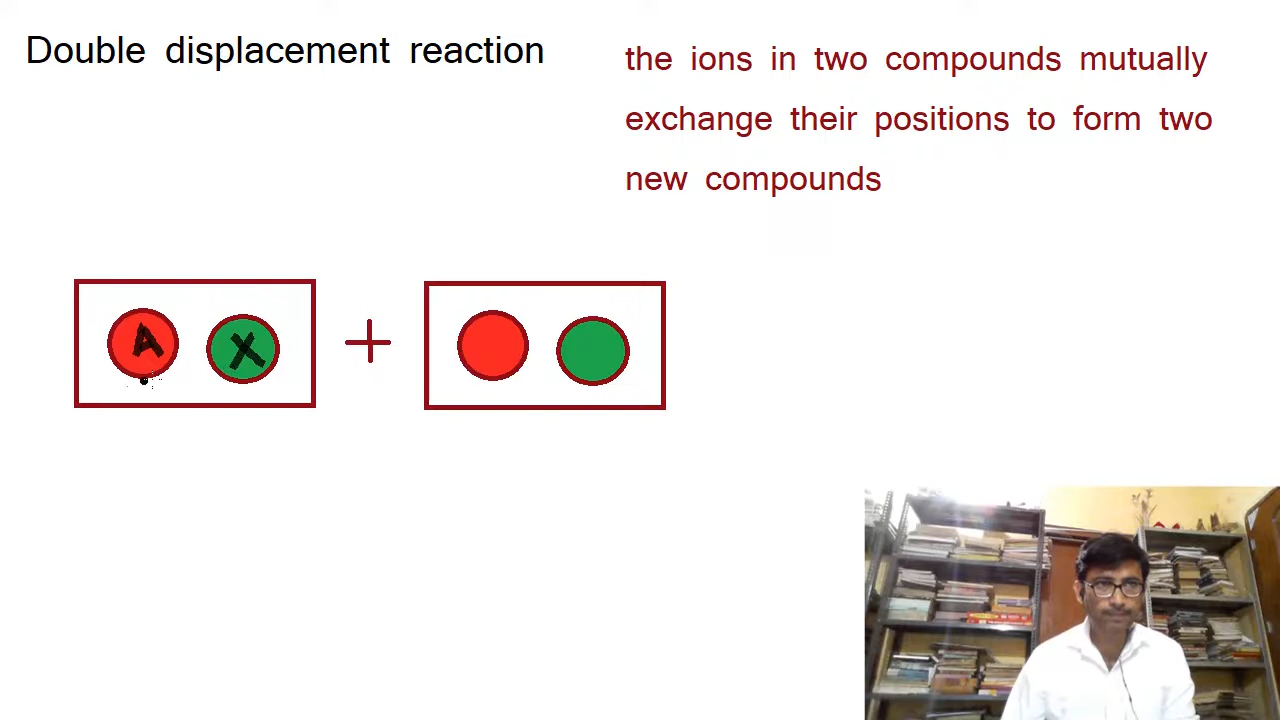 Double displacement reaction
the ions in two compounds mutually
exchange their positions to form two
new compounds
A X +